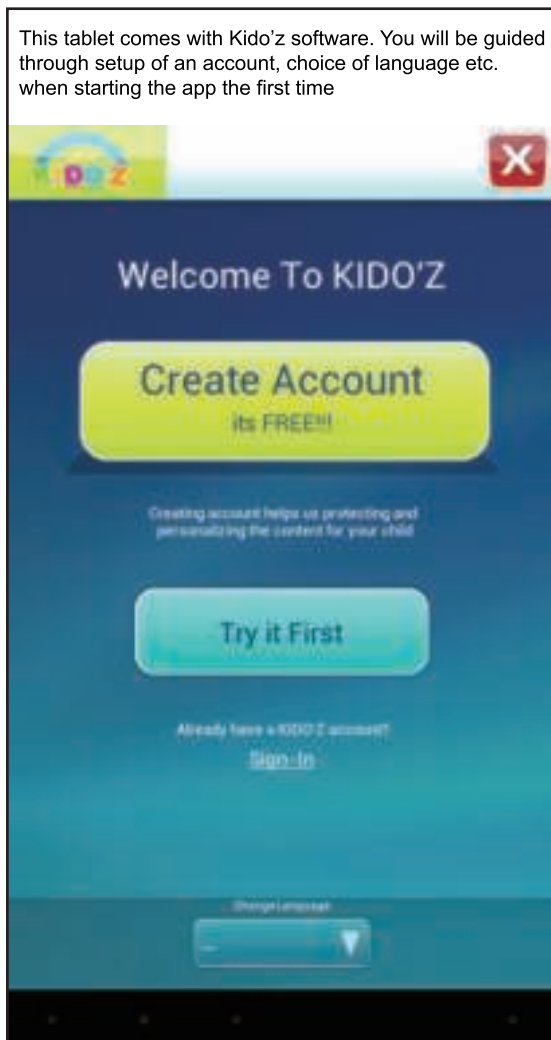 This tablet comes with Kido’z software. You will be guided
through setup of an account, choice of language etc.
when starting the app the first time
KIDO'Z
Welcome To KIDO'Z
Create Account
its FREE!!!
Creating account helps us protecting and
personalizing the content for your child
Try it First
Already have a KIDO'Z account?
Sign-In
Change Language